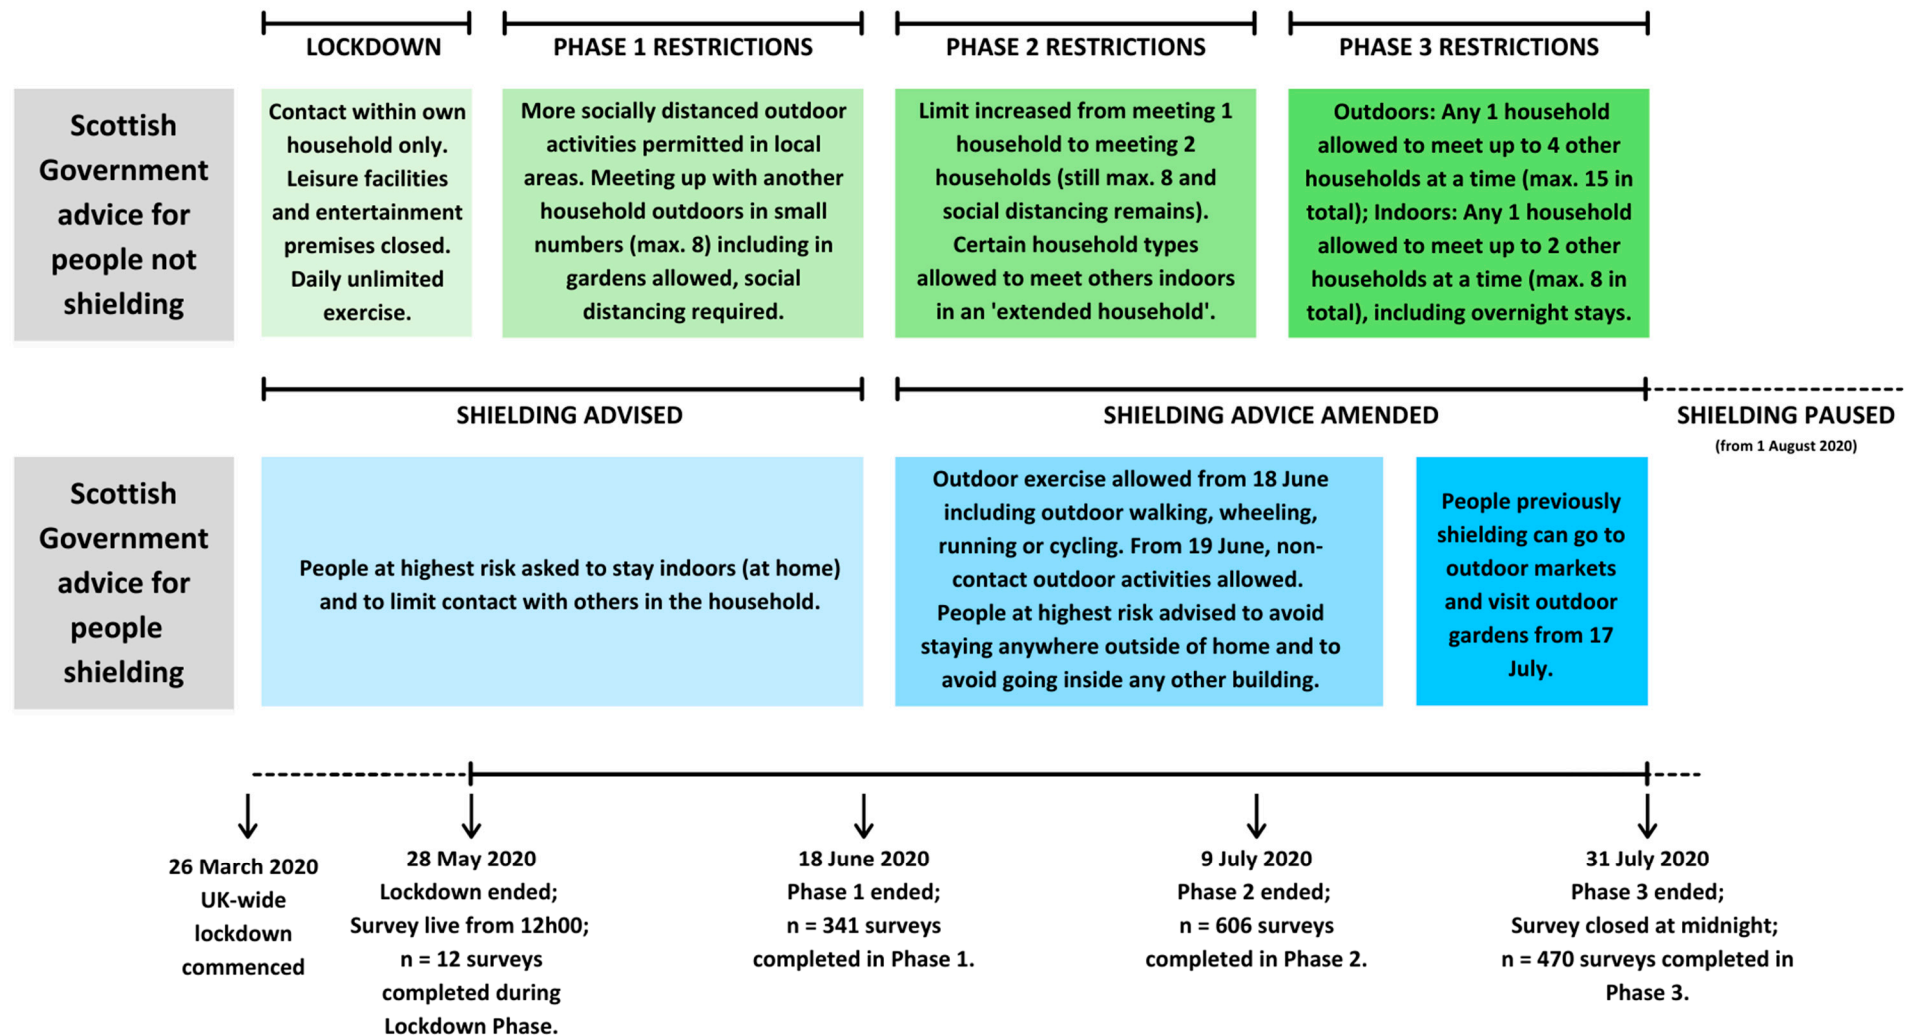 LOCKDOWN
PHASE 1 RESTRICTIONS
PHASE 2 RESTRICTIONS
PHASE 3 RESTRICTIONS
Scottish
Government
advice for
people not
shielding
Contact within own
household only.
Leisure facilities
and entertainment
premises closed.
Daily unlimited
exercise.
More socially distanced outdoor
activities permitted in local
areas. Meeting up with another
household outdoors in small
numbers (max. 8) including in
gardens allowed, social
distancing required.
Limit increased from meeting 1
household to meeting 2
households (still max. 8 and
social distancing remains).
Certain household types
allowed to meet others indoors
in an 'extended household'.
Outdoors: Any 1 household
allowed to meet up to 4 other
households at a time (max. 15 in
total); Indoors: Any 1 household
allowed to meet up to 2 other
households at a time (max. 8 in
total), including overnight stays.
SHIELDING ADVISED
SHIELDING ADVICE AMENDED
SHIELDING PAUSED
(from 1 August 2020)
Scottish
Government
advice for
people
shielding
People at highest risk asked to stay indoors (at home)
and to limit contact with others in the household.
Outdoor exercise allowed from 18 June
including outdoor walking, wheeling,
running or cycling. From 19 June, non-
contact outdoor activities allowed.
People at highest risk advised to avoid
staying anywhere outside of home and to
avoid going inside any other building.
People previously
shielding can go to
outdoor markets
and visit outdoor
gardens from 17
July.
26 March 2020
UK-wide
lockdown
commenced
28 May 2020
Lockdown ended;
Survey live from 12h00;
n = 12 surveys
completed during
Lockdown Phase.
18 June 2020
Phase 1 ended;
n = 341 surveys
completed in Phase 1.
9 July 2020
Phase 2 ended;
n = 606 surveys
completed in Phase 2.
31 July 2020
Phase 3 ended;
Survey closed at midnight;
n = 470 surveys completed in
Phase 3.